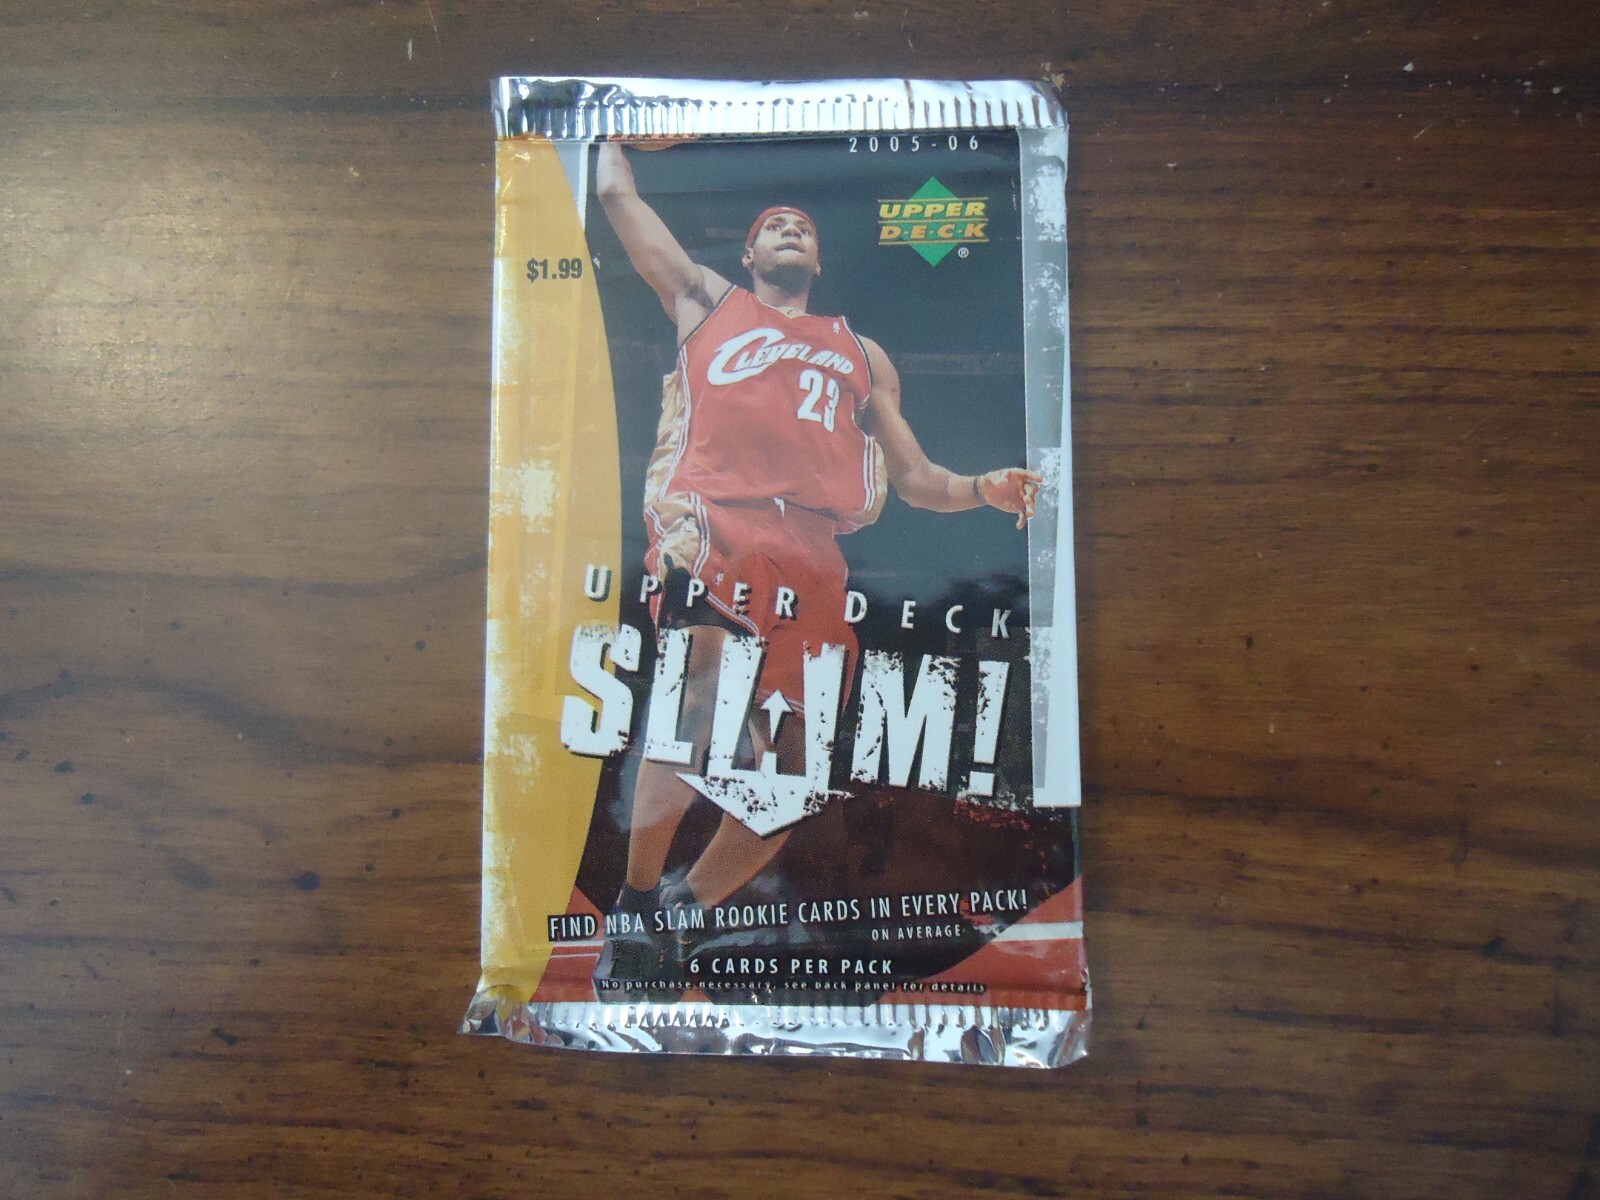 2005-06
UPPER
D·E·C·K
®
$1.99
CLEVELAND
23
UPPER DECK
SLAM!
FIND NBA SLAM ROOKIE CARDS IN EVERY PACK!
ON AVERAGE
6 CARDS PER PACK
No purchase necessary, see back panel for details